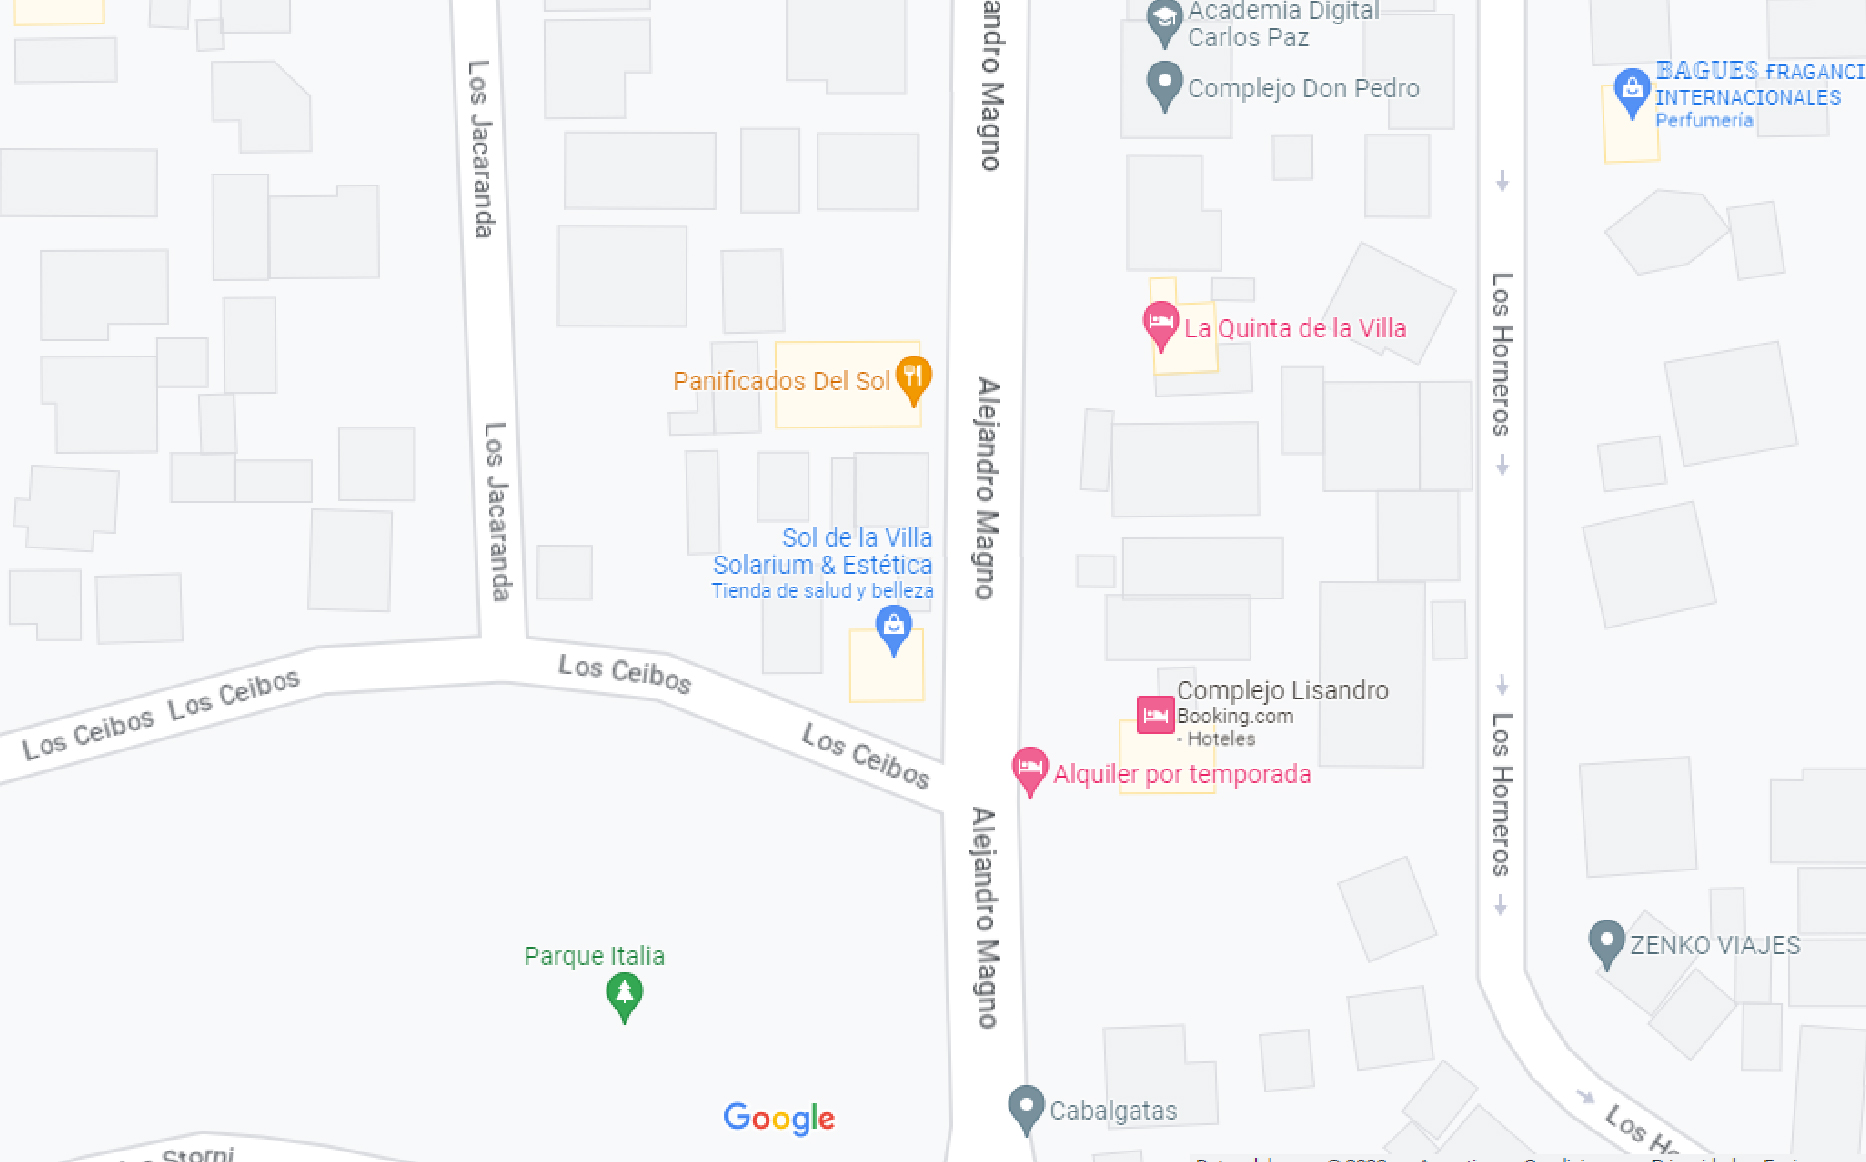 Academia Digital
Carlos Paz
Complejo Don Pedro
BAGUES FRAGANCI
INTERNACIONALES
Perfumería
andro Magno
Los Jacaranda
La Quinta de la Villa
Los Horneros
Panificados Del Sol
Alejandro Magno
Los Jacaranda
Sol de la Villa
Solarium & Estética
Tienda de salud y belleza
Los Ceibos
Los Ceibos
Los Ceibos
Los Ceibos
Complejo Lisandro
Booking.com
- Hoteles
Alquiler por temporada
Los Horneros
Alejandro Magno
Parque Italia
ZENKO VIAJES
Google
Cabalgatas
Los Ho
Storni